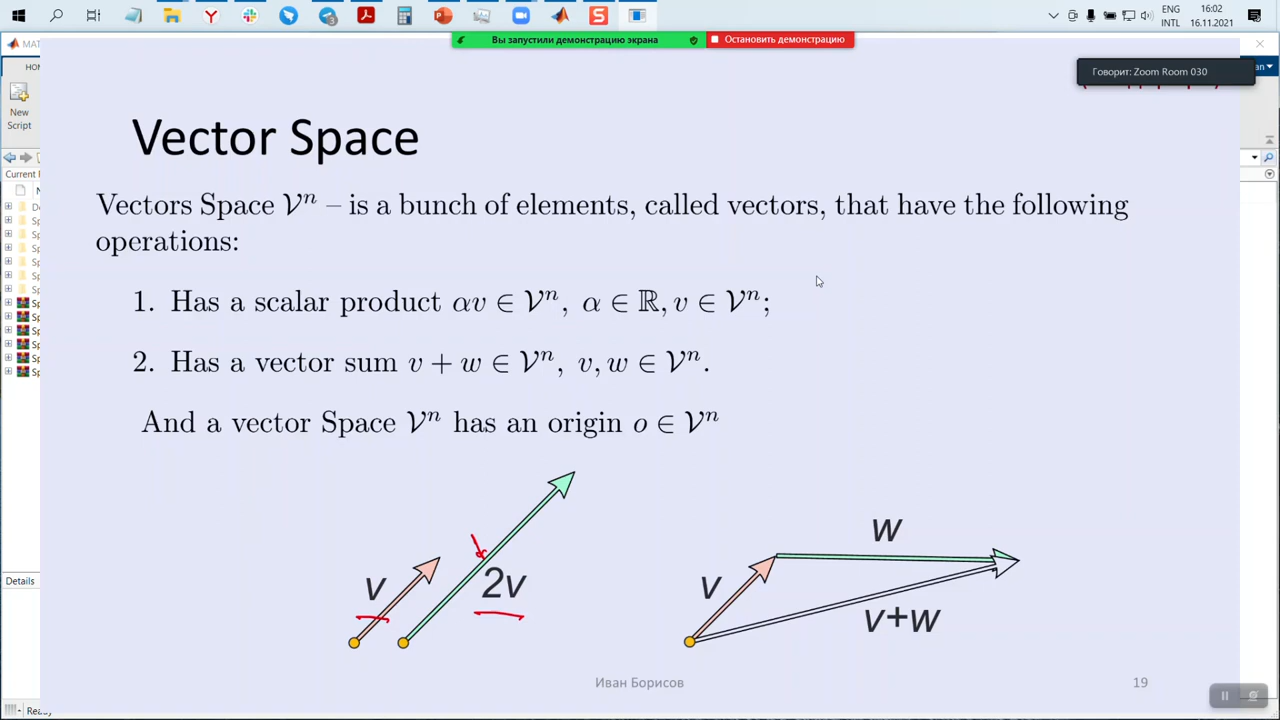 16:02
ENG
INTL
16.11.2021
Вы запустили демонстрацию экрана
Остановить демонстрацию
Говорит: Zoom Room 030
New
Script
Vector Space
Vectors Space 𝒱ⁿ – is a bunch of elements, called vectors, that have the following
operations:
1. Has a scalar product αv ∈ 𝒱ⁿ, α ∈ ℝ, v ∈ 𝒱ⁿ;
2. Has a vector sum v + w ∈ 𝒱ⁿ, v, w ∈ 𝒱ⁿ.
And a vector Space 𝒱ⁿ has an origin o ∈ 𝒱ⁿ
v
2v
v
w
v+w
Details
Иван Борисов
19